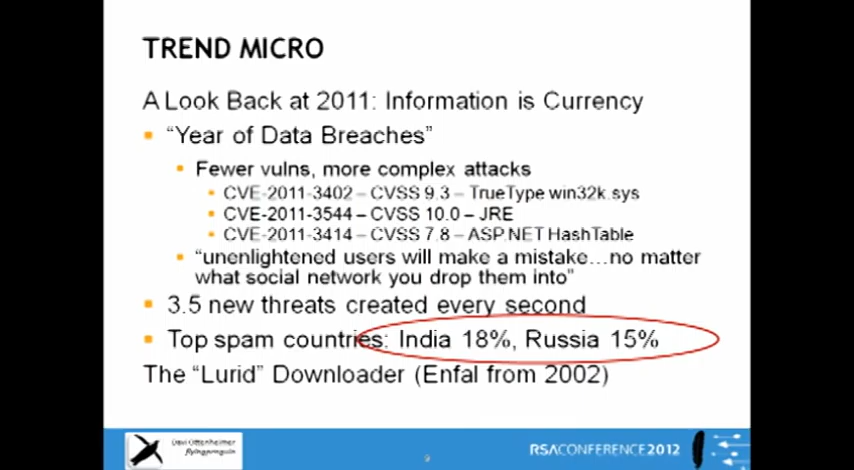 TREND MICRO
A Look Back at 2011: Information is Currency
"Year of Data Breaches"
Fewer vulns, more complex attacks
CVE-2011-3402 – CVSS 9.3 – TrueType win32k.sys
CVE-2011-3544 – CVSS 10.0 – JRE
CVE-2011-3414 – CVSS 7.8 – ASP.NET HashTable
"unenlightened users will make a mistake…no matter
what social network you drop them into"
3.5 new threats created every second
Top spam countries: India 18%, Russia 15%
The "Lurid" Downloader (Enfal from 2002)
Davi Ottenheimer
flyingpenguin
9
RSACONFERENCE2012